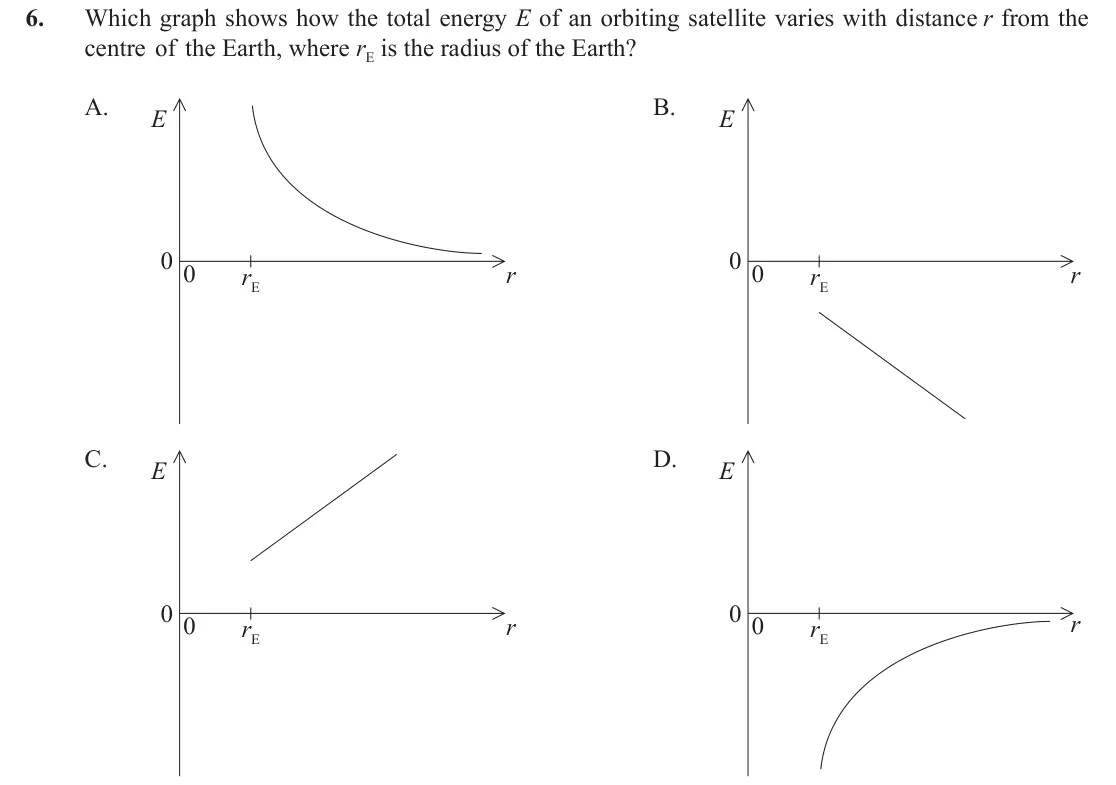 6. Which graph shows how the total energy E of an orbiting satellite varies with distance r from the
centre of the Earth, where rE is the radius of the Earth?
A.
E
0
0
rE
r
B.
E
0
0
rE
r
C.
E
0
0
rE
r
D.
E
0
0
rE
r